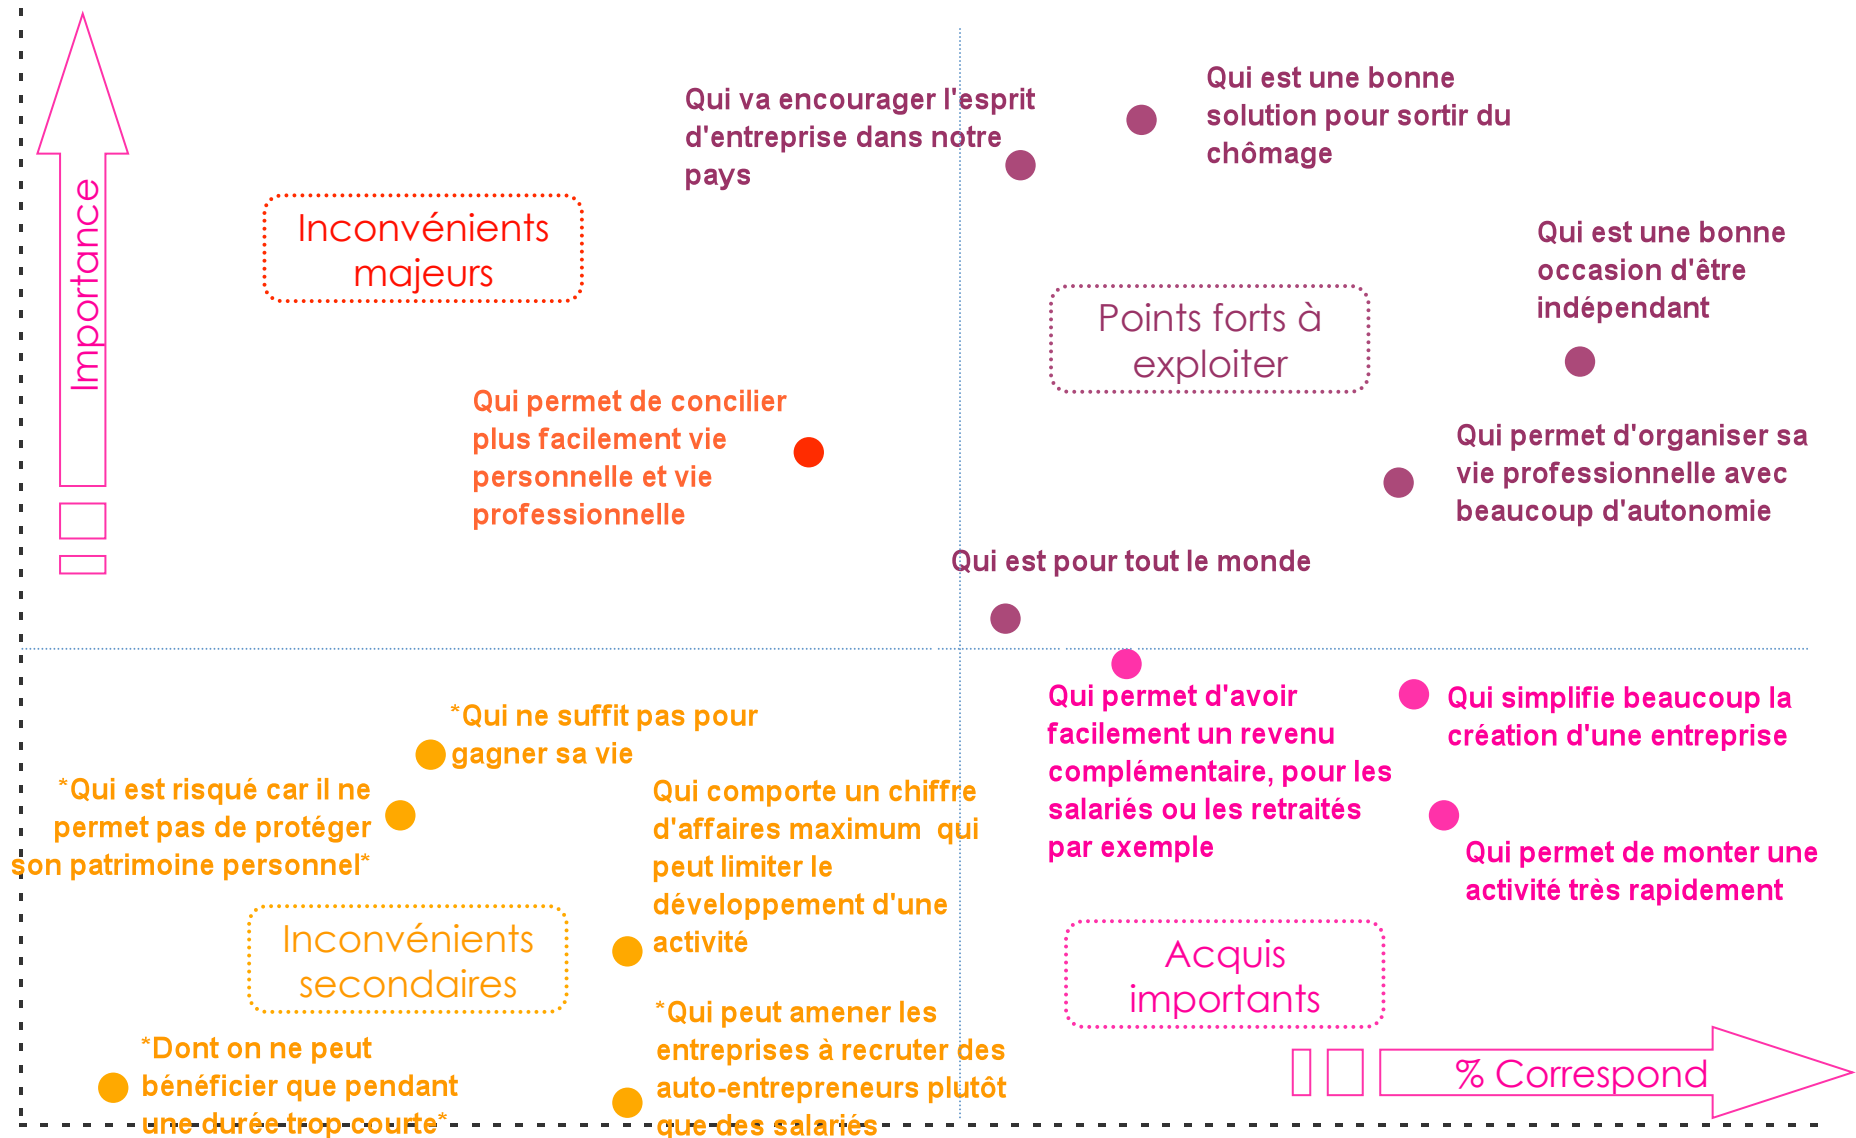 Importance
Qui va encourager l'esprit
d'entreprise dans notre
pays
Qui est une bonne
solution pour sortir du
chômage
Inconvénients
majeurs
Qui est une bonne
occasion d'être
indépendant
Points forts à
exploiter
Qui permet de concilier
plus facilement vie
personnelle et vie
professionnelle
Qui permet d'organiser sa
vie professionnelle avec
beaucoup d'autonomie
Qui est pour tout le monde
*Qui ne suffit pas pour
gagner sa vie
Qui permet d'avoir
facilement un revenu
complémentaire, pour les
salariés ou les retraités
par exemple
Qui simplifie beaucoup la
création d'une entreprise
*Qui est risqué car il ne
permet pas de protéger
son patrimoine personnel*
Qui comporte un chiffre
d'affaires maximum  qui
peut limiter le
développement d'une
activité
Qui permet de monter une
activité très rapidement
Inconvénients
secondaires
Acquis
importants
*Dont on ne peut
bénéficier que pendant
une durée trop courte*
*Qui peut amener les
entreprises à recruter des
auto-entrepreneurs plutôt
que des salariés
% Correspond